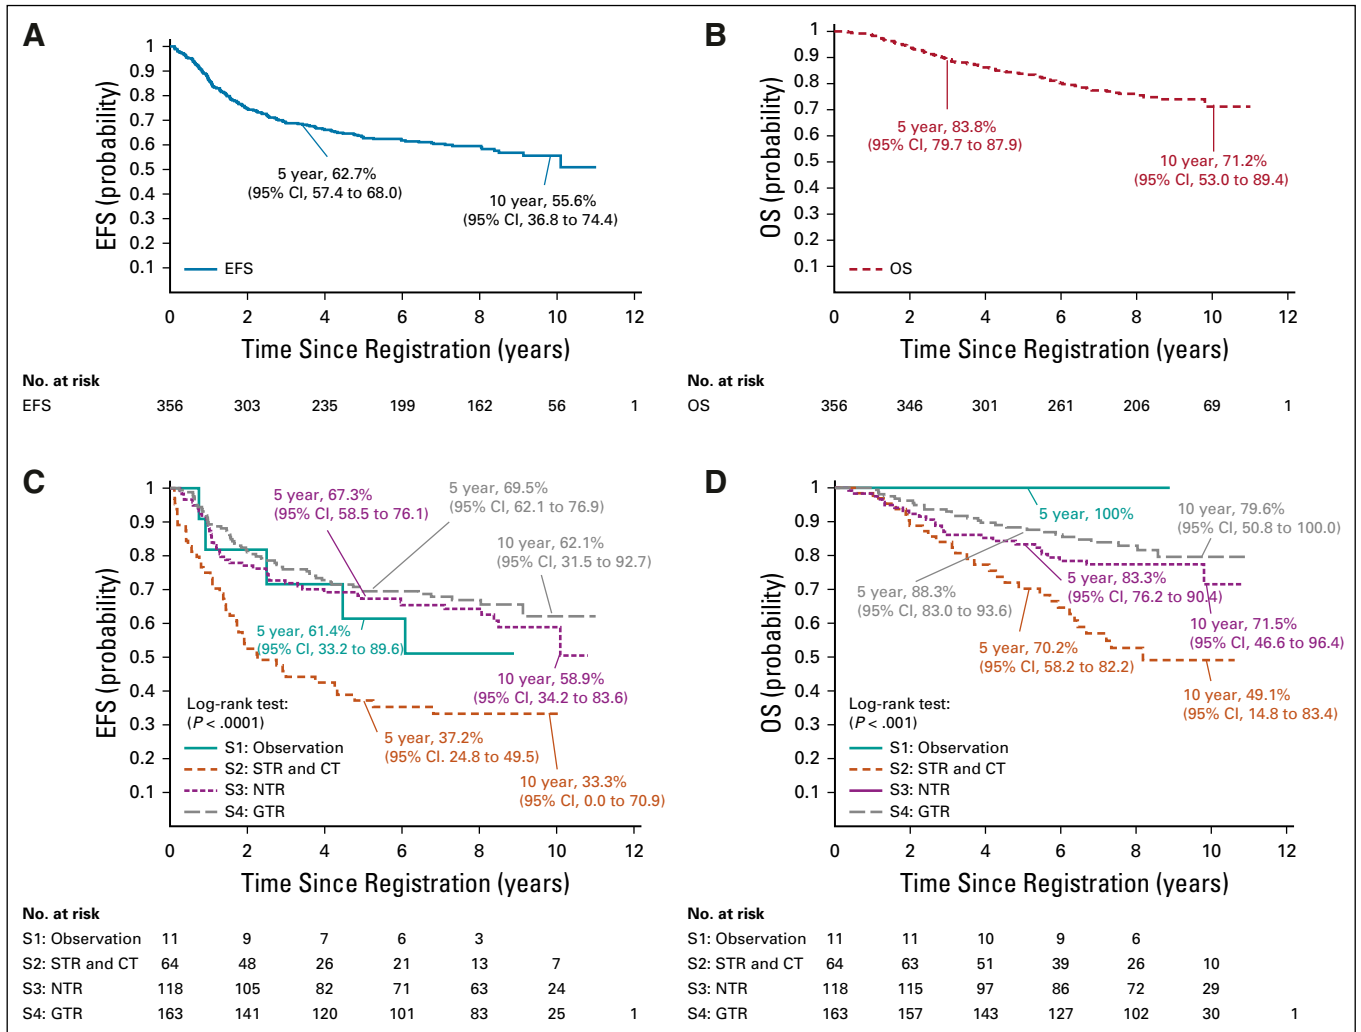 A
EFS (probability)
1
0.9
0.8
0.7
0.6
0.5
0.4
0.3
0.2
0.1
5 year, 62.7%
(95% CI, 57.4 to 68.0)
10 year, 55.6%
(95% CI, 36.8 to 74.4)
EFS
0 2 4 6 8 10 12
Time Since Registration (years)
No. at risk
EFS 356 303 235 199 162 56 1
B
OS (probability)
1
0.9
0.8
0.7
0.6
0.5
0.4
0.3
0.2
0.1
5 year, 83.8%
(95% CI, 79.7 to 87.9)
10 year, 71.2%
(95% CI, 53.0 to 89.4)
OS
0 2 4 6 8 10 12
Time Since Registration (years)
No. at risk
OS 356 346 301 261 206 69 1
C
EFS (probability)
1
0.9
0.8
0.7
0.6
0.5
0.4
0.3
0.2
0.1
5 year, 67.3%
(95% CI, 58.5 to 76.1)
5 year, 69.5%
(95% CI, 62.1 to 76.9)
10 year, 62.1%
(95% CI, 31.5 to 92.7)
5 year, 61.4%
(95% CI, 33.2 to 89.6)
10 year, 58.9%
(95% CI, 34.2 to 83.6)
5 year, 37.2%
(95% CI. 24.8 to 49.5)
10 year, 33.3%
(95% CI, 0.0 to 70.9)
Log-rank test:
(P < .0001)
S1: Observation
S2: STR and CT
S3: NTR
S4: GTR
0 2 4 6 8 10 12
Time Since Registration (years)
No. at risk
S1: Observation 11 9 7 6 3
S2: STR and CT 64 48 26 21 13 7
S3: NTR 118 105 82 71 63 24
S4: GTR 163 141 120 101 83 25 1
D
OS (probability)
1
0.9
0.8
0.7
0.6
0.5
0.4
0.3
0.2
0.1
5 year, 100%
10 year, 79.6%
(95% CI, 50.8 to 100.0)
5 year, 88.3%
(95% CI, 83.0 to 93.6)
5 year, 83.3%
(95% CI, 76.2 to 90.4)
10 year, 71.5%
(95% CI, 46.6 to 96.4)
5 year, 70.2%
(95% CI, 58.2 to 82.2)
10 year, 49.1%
(95% CI, 14.8 to 83.4)
Log-rank test:
(P < .001)
S1: Observation
S2: STR and CT
S3: NTR
S4: GTR
0 2 4 6 8 10 12
Time Since Registration (years)
No. at risk
S1: Observation 11 11 10 9 6
S2: STR and CT 64 63 51 39 26 10
S3: NTR 118 115 97 86 72 29
S4: GTR 163 157 143 127 102 30 1